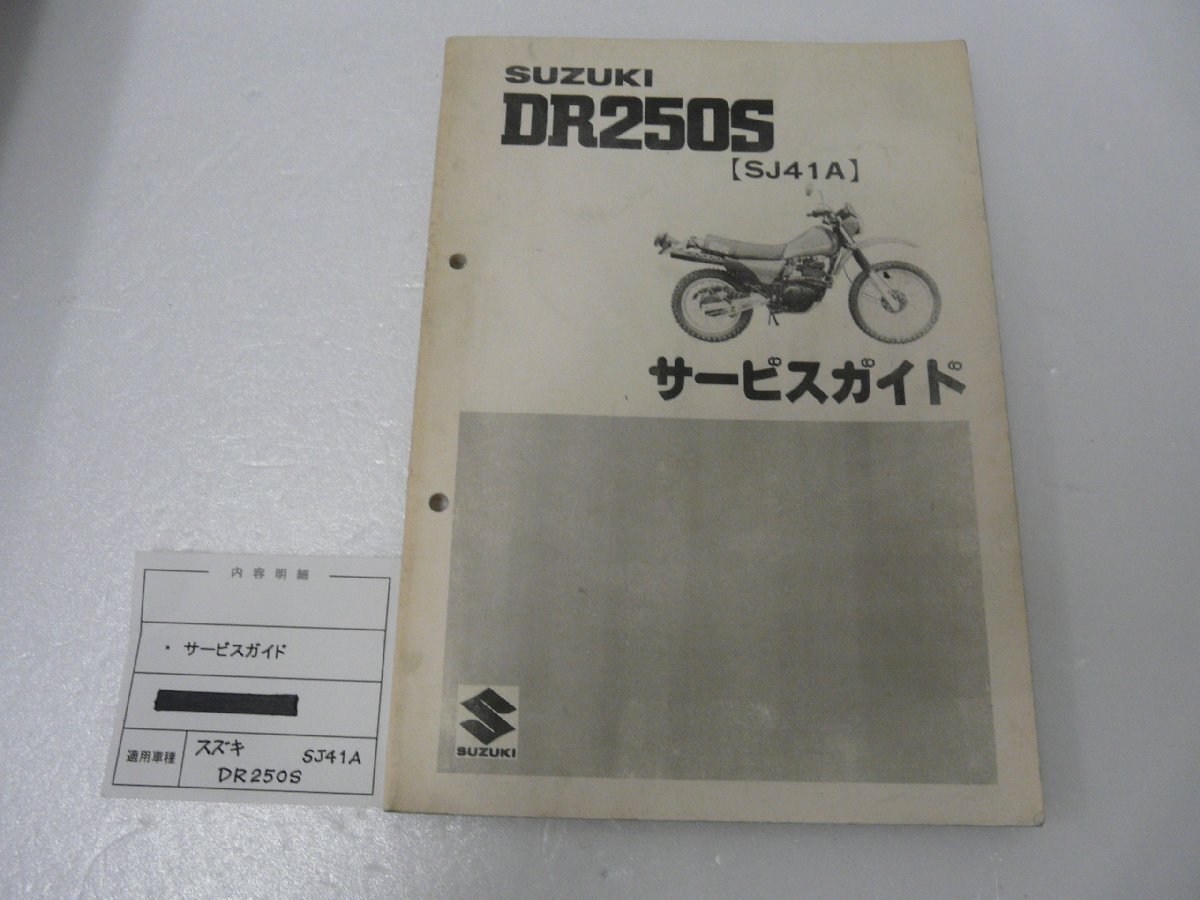 SUZUKI
DR250S
【SJ41A】
サービスガイド
SUZUKI
内容明細
・ サービスガイド
適用車種
スズキ SJ41A
DR250S